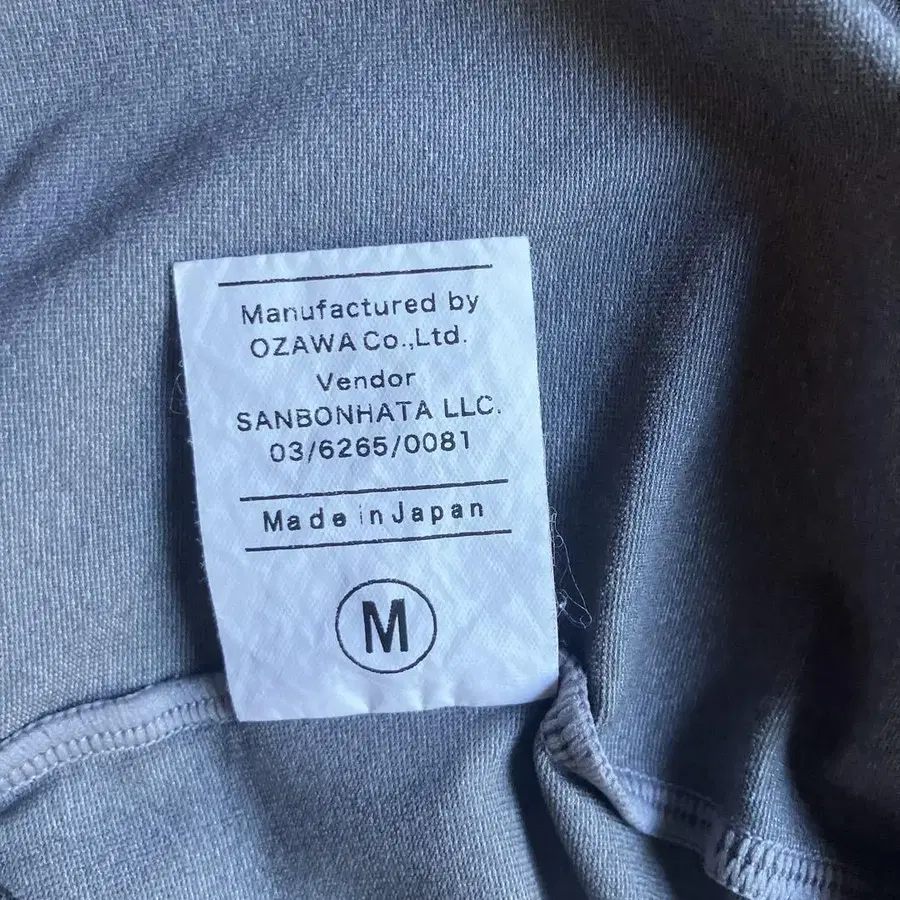 Manufactured by
OZAWA Co.,Ltd.
Vendor
SANBONHATA LLC.
03/6265/0081
Made in Japan
M